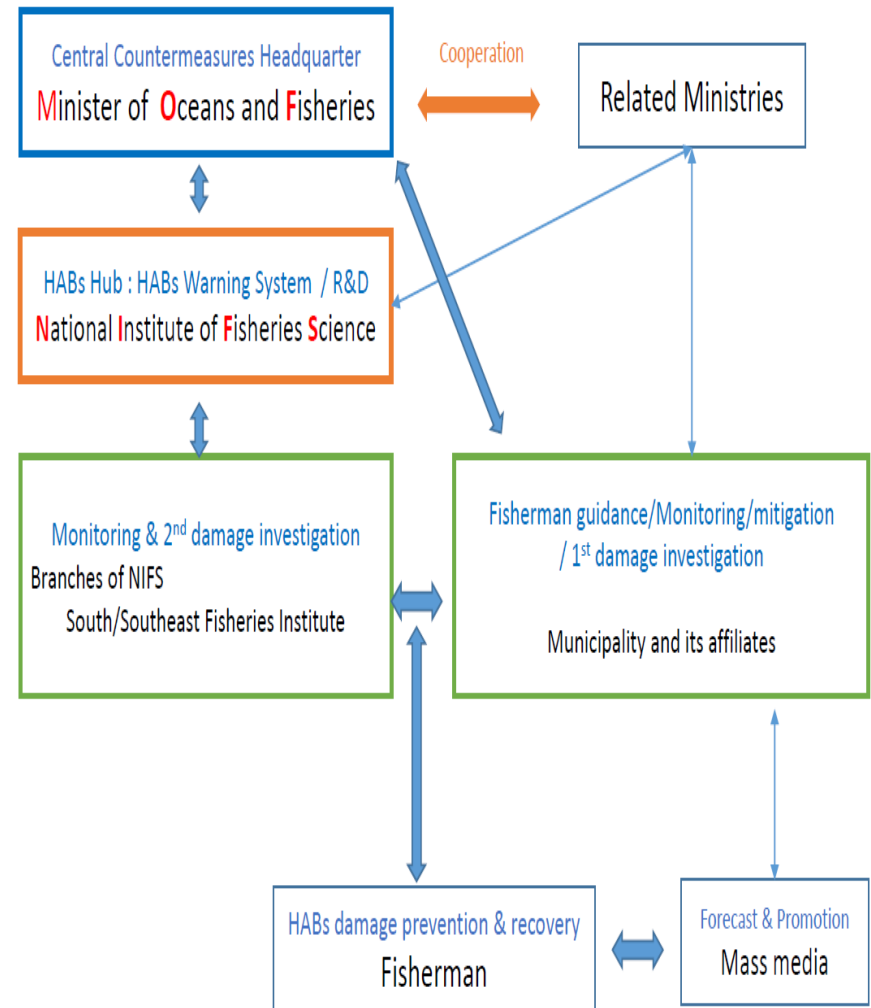 Central Countermeasures Headquarter
Minister of Oceans and Fisheries
Cooperation
Related Ministries
HABs Hub : HABs Warning System / R&D
National Institute of Fisheries Science
Monitoring & 2nd damage investigation
Branches of NIFS
South/Southeast Fisheries Institute
Fisherman guidance/Monitoring/mitigation
/ 1st damage investigation
Municipality and its affiliates
HABs damage prevention & recovery
Fisherman
Forecast & Promotion
Mass media